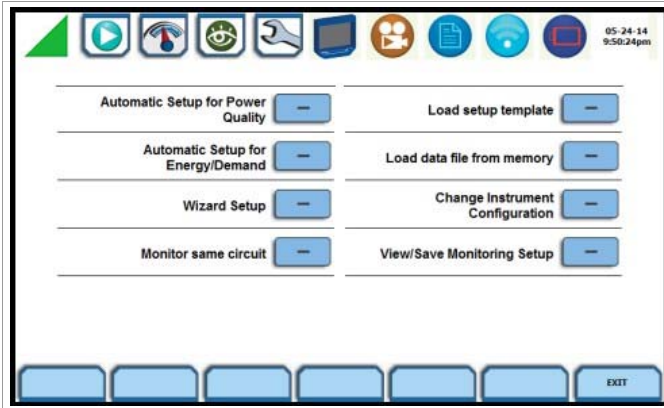 05-24-14
9:50:24pm
Automatic Setup for Power
Quality
Load setup template
Automatic Setup for
Energy/Demand
Load data file from memory
Wizard Setup
Change Instrument
Configuration
Monitor same circuit
View/Save Monitoring Setup
EXIT